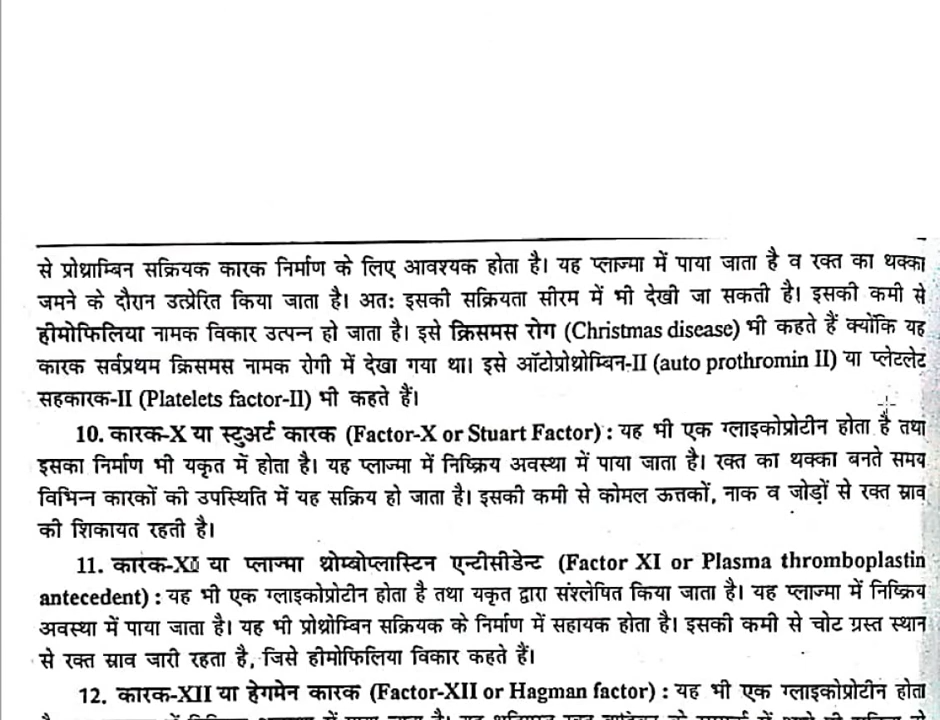 से प्रोथ्राम्बिन सक्रियक कारक निर्माण के लिए आवश्यक होता है। यह प्लाज्मा में पाया जाता है व रक्त का थक्का
जमने के दौरान उत्प्रेरित किया जाता है। अतः इसकी सक्रियता सीरम में भी देखी जा सकती है। इसकी कमी से
हीमोफिलिया नामक विकार उत्पन्न हो जाता है। इसे क्रिसमस रोग (Christmas disease) भी कहते हैं क्योंकि यह
कारक सर्वप्रथम क्रिसमस नामक रोगी में देखा गया था। इसे ऑटोप्रोथ्रोम्बिन-II (auto prothromin II) या प्लेटलेट
सहकारक-II (Platelets factor-II) भी कहते हैं।
10. कारक-X या स्टुअर्ट कारक (Factor-X or Stuart Factor) : यह भी एक ग्लाइकोप्रोटीन होता है तथा
इसका निर्माण भी यकृत में होता है। यह प्लाज्मा में निष्क्रिय अवस्था में पाया जाता है। रक्त का थक्का बनते समय
विभिन्न कारकों की उपस्थिति में यह सक्रिय हो जाता है। इसकी कमी से कोमल ऊत्तकों, नाक व जोड़ों से रक्त स्राव
की शिकायत रहती है।
11. कारक-XI या प्लाज्मा थ्रोम्बोप्लास्टिन एन्टीसीडेन्ट (Factor XI or Plasma thromboplastin
antecedent) : यह भी एक ग्लाइकोप्रोटीन होता है तथा यकृत द्वारा संश्लेपित किया जाता है। यह प्लाज्मा में निष्क्रिय
अवस्था में पाया जाता है। यह भी प्रोथ्रोम्बिन सक्रियक के निर्माण में सहायक होता है। इसकी कमी से चोट ग्रस्त स्थान
से रक्त स्राव जारी रहता है, जिसे हीमोफिलिया विकार कहते हैं।
12. कारक-XII या हेगमेन कारक (Factor-XII or Hagman factor) : यह भी एक ग्लाइकोप्रोटीन होता